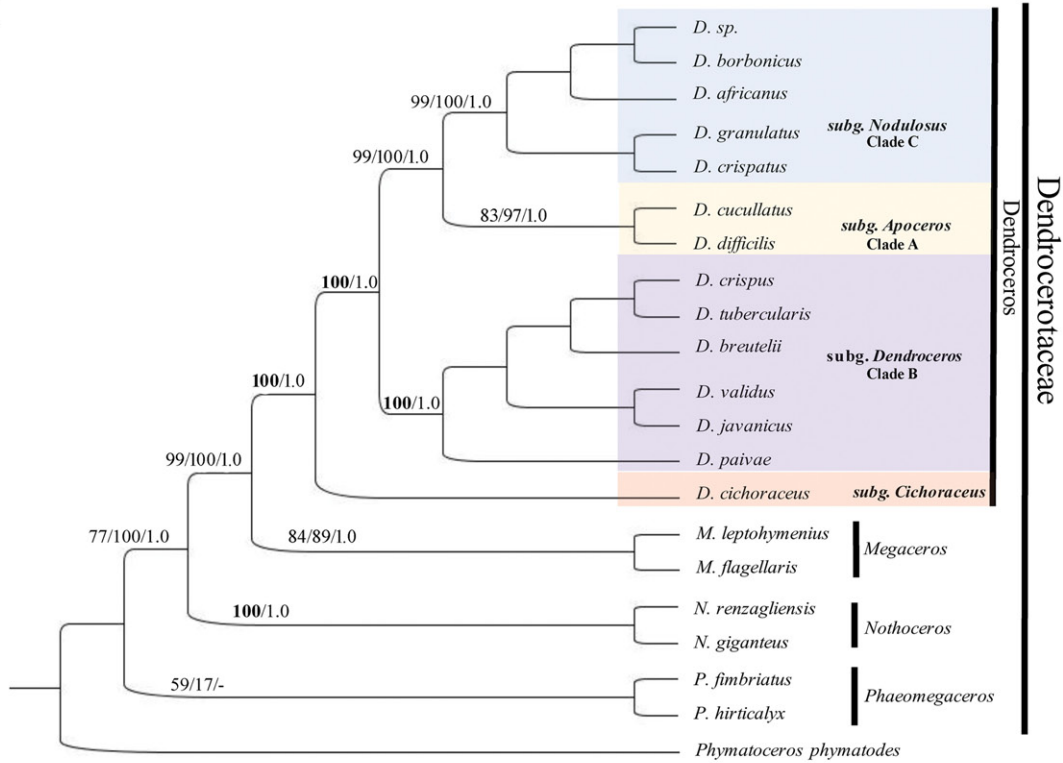 D. sp.
D. borbonicus
99/100/1.0
D. africanus
D. granulatus
subg. Nodulosus
Clade C
99/100/1.0
D. crispatus
83/97/1.0
D. cucullatus
subg. Apoceros
Clade A
D. difficilis
100/1.0
D. crispus
D. tubercularis
D. breutelii
subg. Dendroceros
Clade B
100/1.0
100/1.0
D. validus
D. javanicus
D. paivae
99/100/1.0
D. cichoraceus
subg. Cichoraceus
Dendroceros
Dendrocerotaceae
77/100/1.0
84/89/1.0
M. leptohymenius
Megaceros
M. flagellaris
100/1.0
N. renzagliensis
Nothoceros
N. giganteus
59/17/-
P. fimbriatus
Phaeomegaceros
P. hirticalyx
Phymatoceros phymatodes